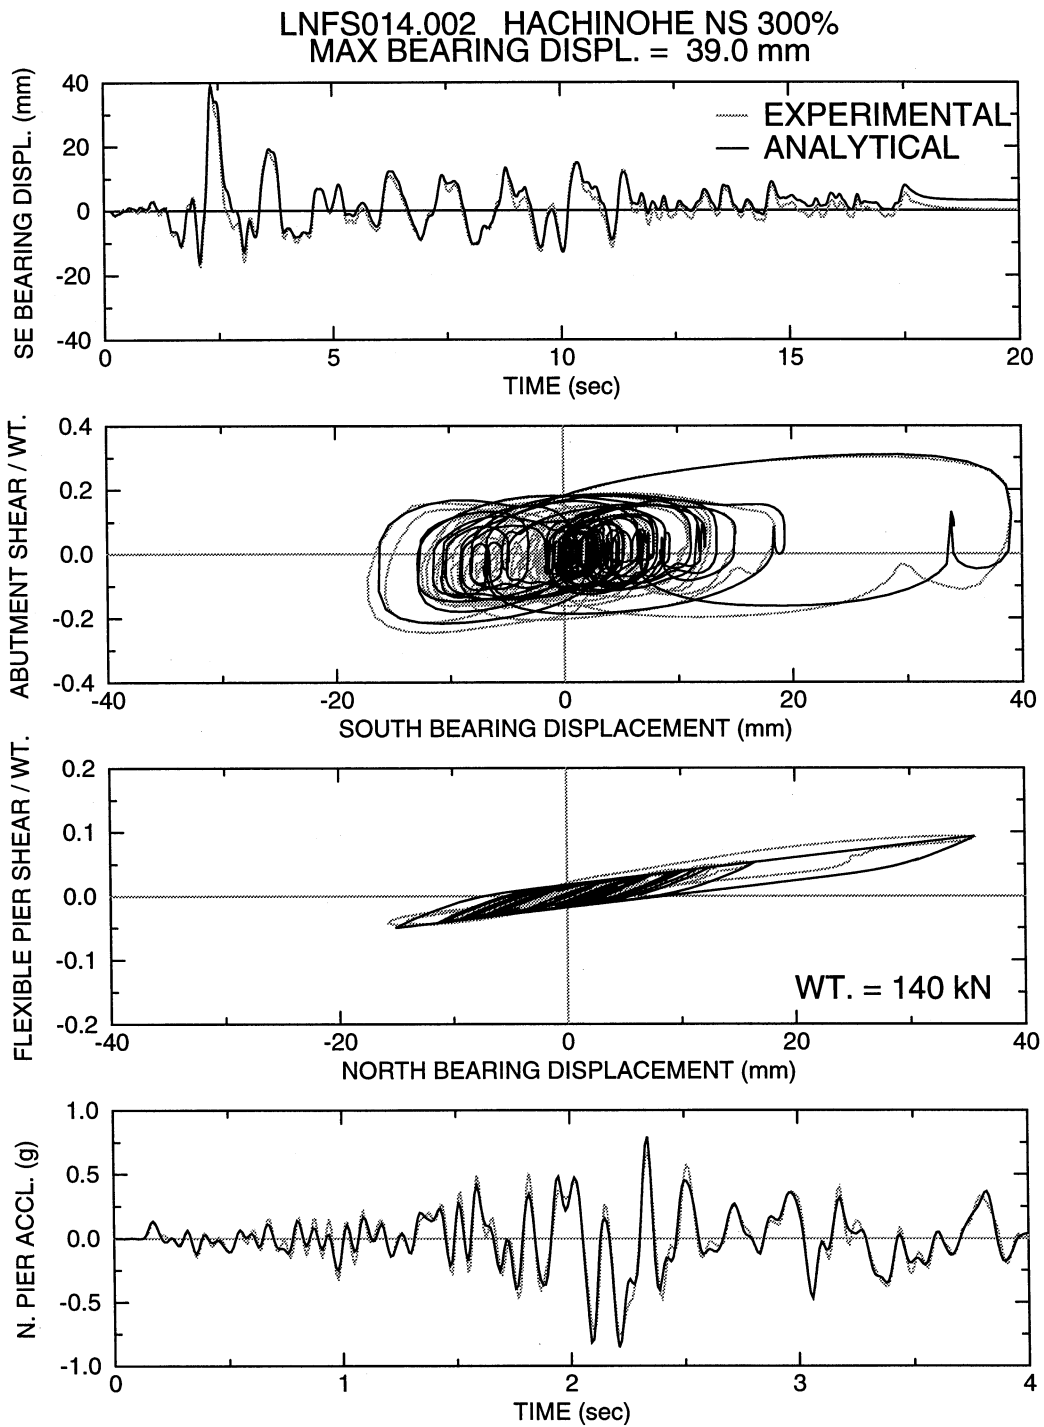 LNFS014.002 HACHINOHE NS 300%
MAX BEARING DISPL. = 39.0 mm
SE BEARING DISPL. (mm)
40
20
0
-20
-40
EXPERIMENTAL
ANALYTICAL
0 5 10 15 20
TIME (sec)
ABUTMENT SHEAR / WT.
0.4
0.2
0.0
-0.2
-0.4
-40 -20 0 20 40
SOUTH BEARING DISPLACEMENT (mm)
FLEXIBLE PIER SHEAR / WT.
0.2
0.1
0.0
-0.1
-0.2
WT. = 140 kN
-40 -20 0 20 40
NORTH BEARING DISPLACEMENT (mm)
N. PIER ACCL. (g)
1.0
0.5
0.0
-0.5
-1.0
0 1 2 3 4
TIME (sec)